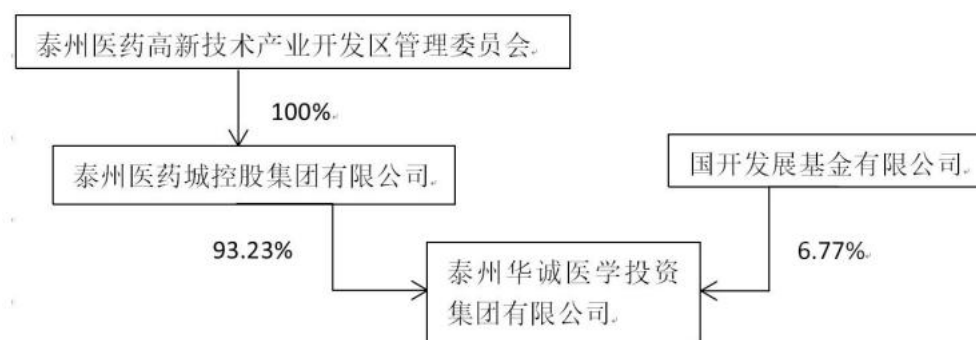 泰州医药高新技术产业开发区管理委员会
100%
泰州医药城控股集团有限公司
国开发展基金有限公司
93.23%
6.77%
泰州华诚医学投资
集团有限公司